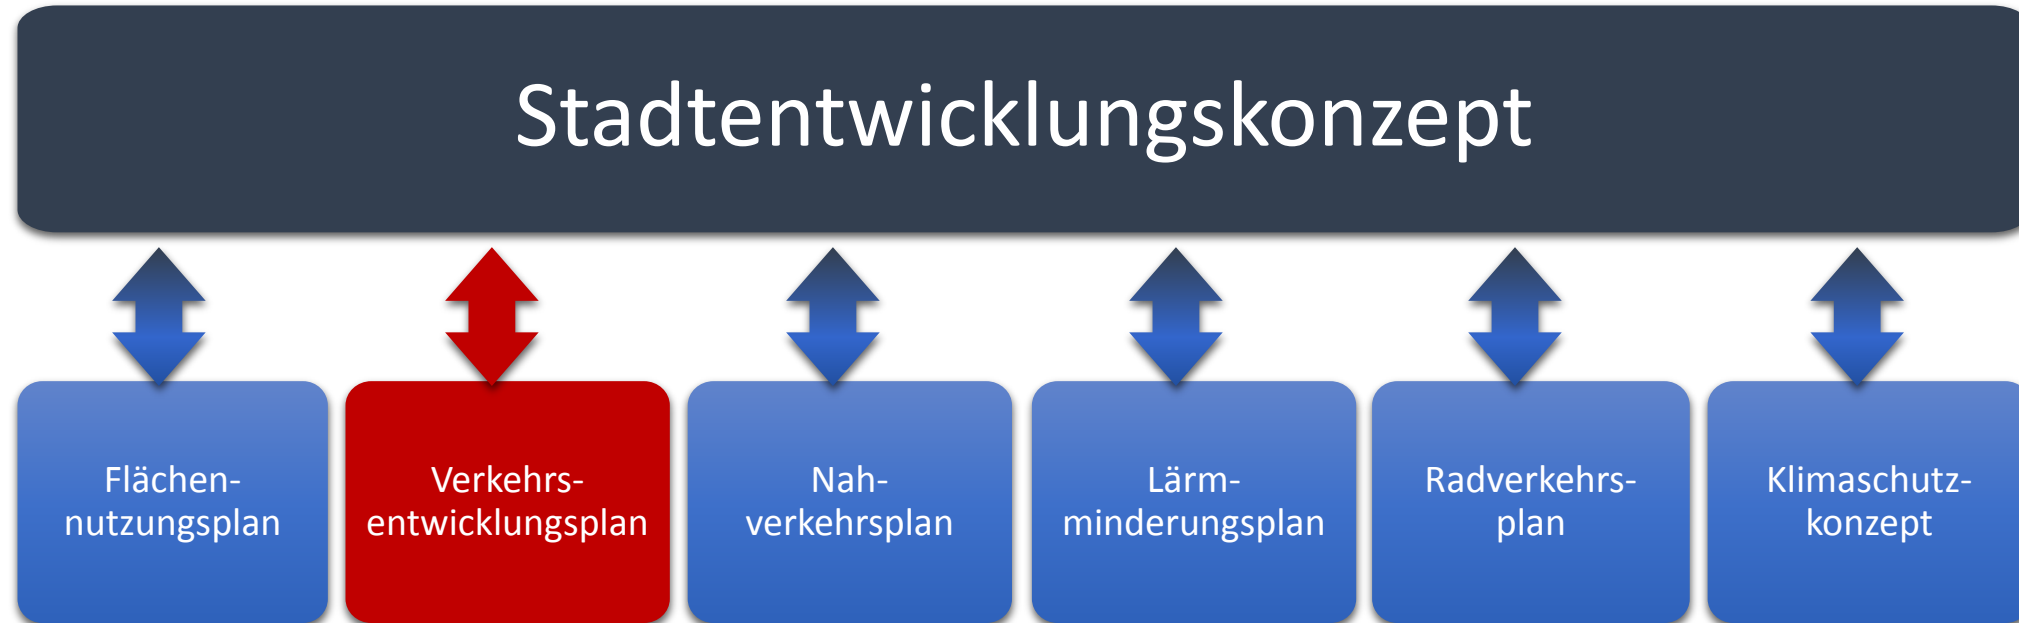 Stadtentwicklungskonzept
Flächen-
nutzungsplan
Verkehrs-
entwicklungsplan
Nah-
verkehrsplan
Lärm-
minderungsplan
Radverkehrs-
plan
Klimaschutz-
konzept